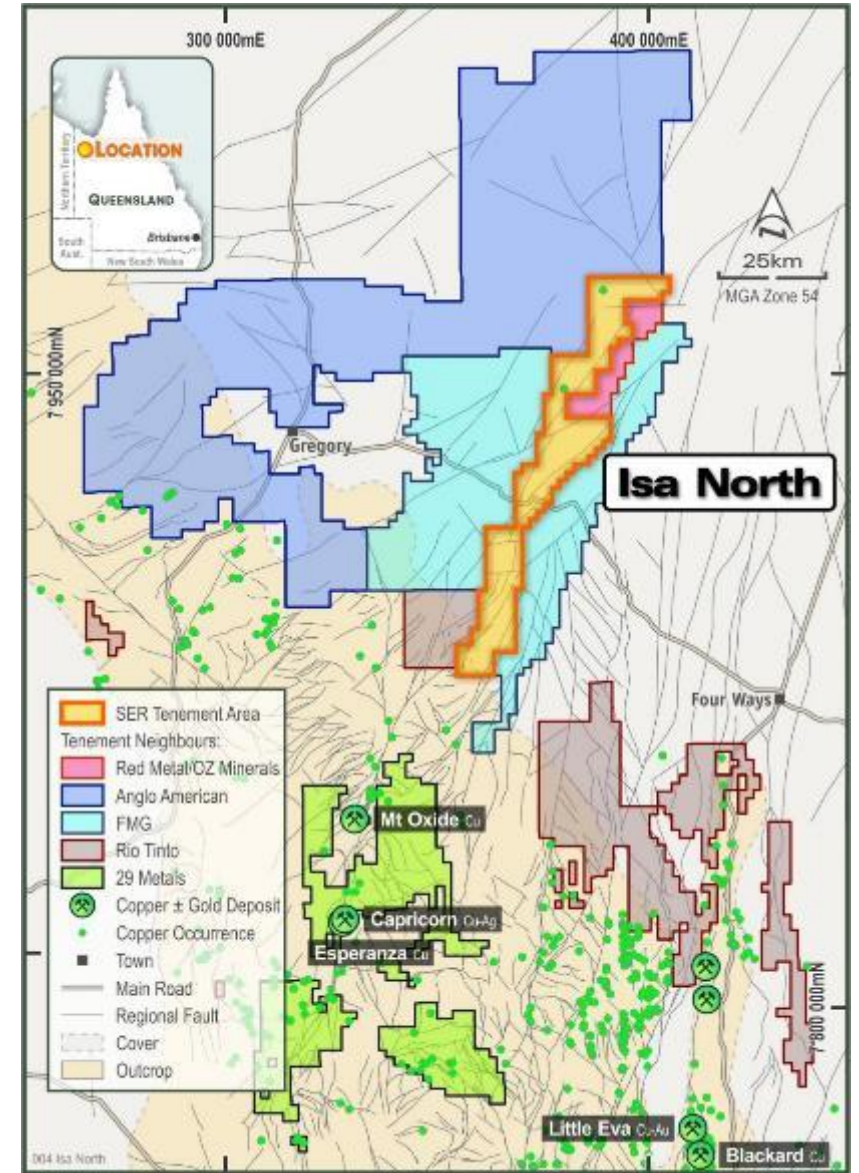 300 000mE
400 000mE
LOCATION
Northern Territory
QUEENSLAND
Brisbane
South Aust.
New South Wales
25km
MGA Zone 54
7 950 000mN
Gregory
Isa North
Four Ways
SER Tenement Area
Tenement Neighbours:
Red Metal/OZ Minerals
Anglo American
FMG
Rio Tinto
29 Metals
Copper ± Gold Deposit
Copper Occurrence
Town
Main Road
Regional Fault
Cover
Outcrop
Mt Oxide Cu
Capricorn Cu-Ag
Esperanza Cu
7 800 000mN
Little Eva Cu-Au
Blackard Cu
004 Isa North